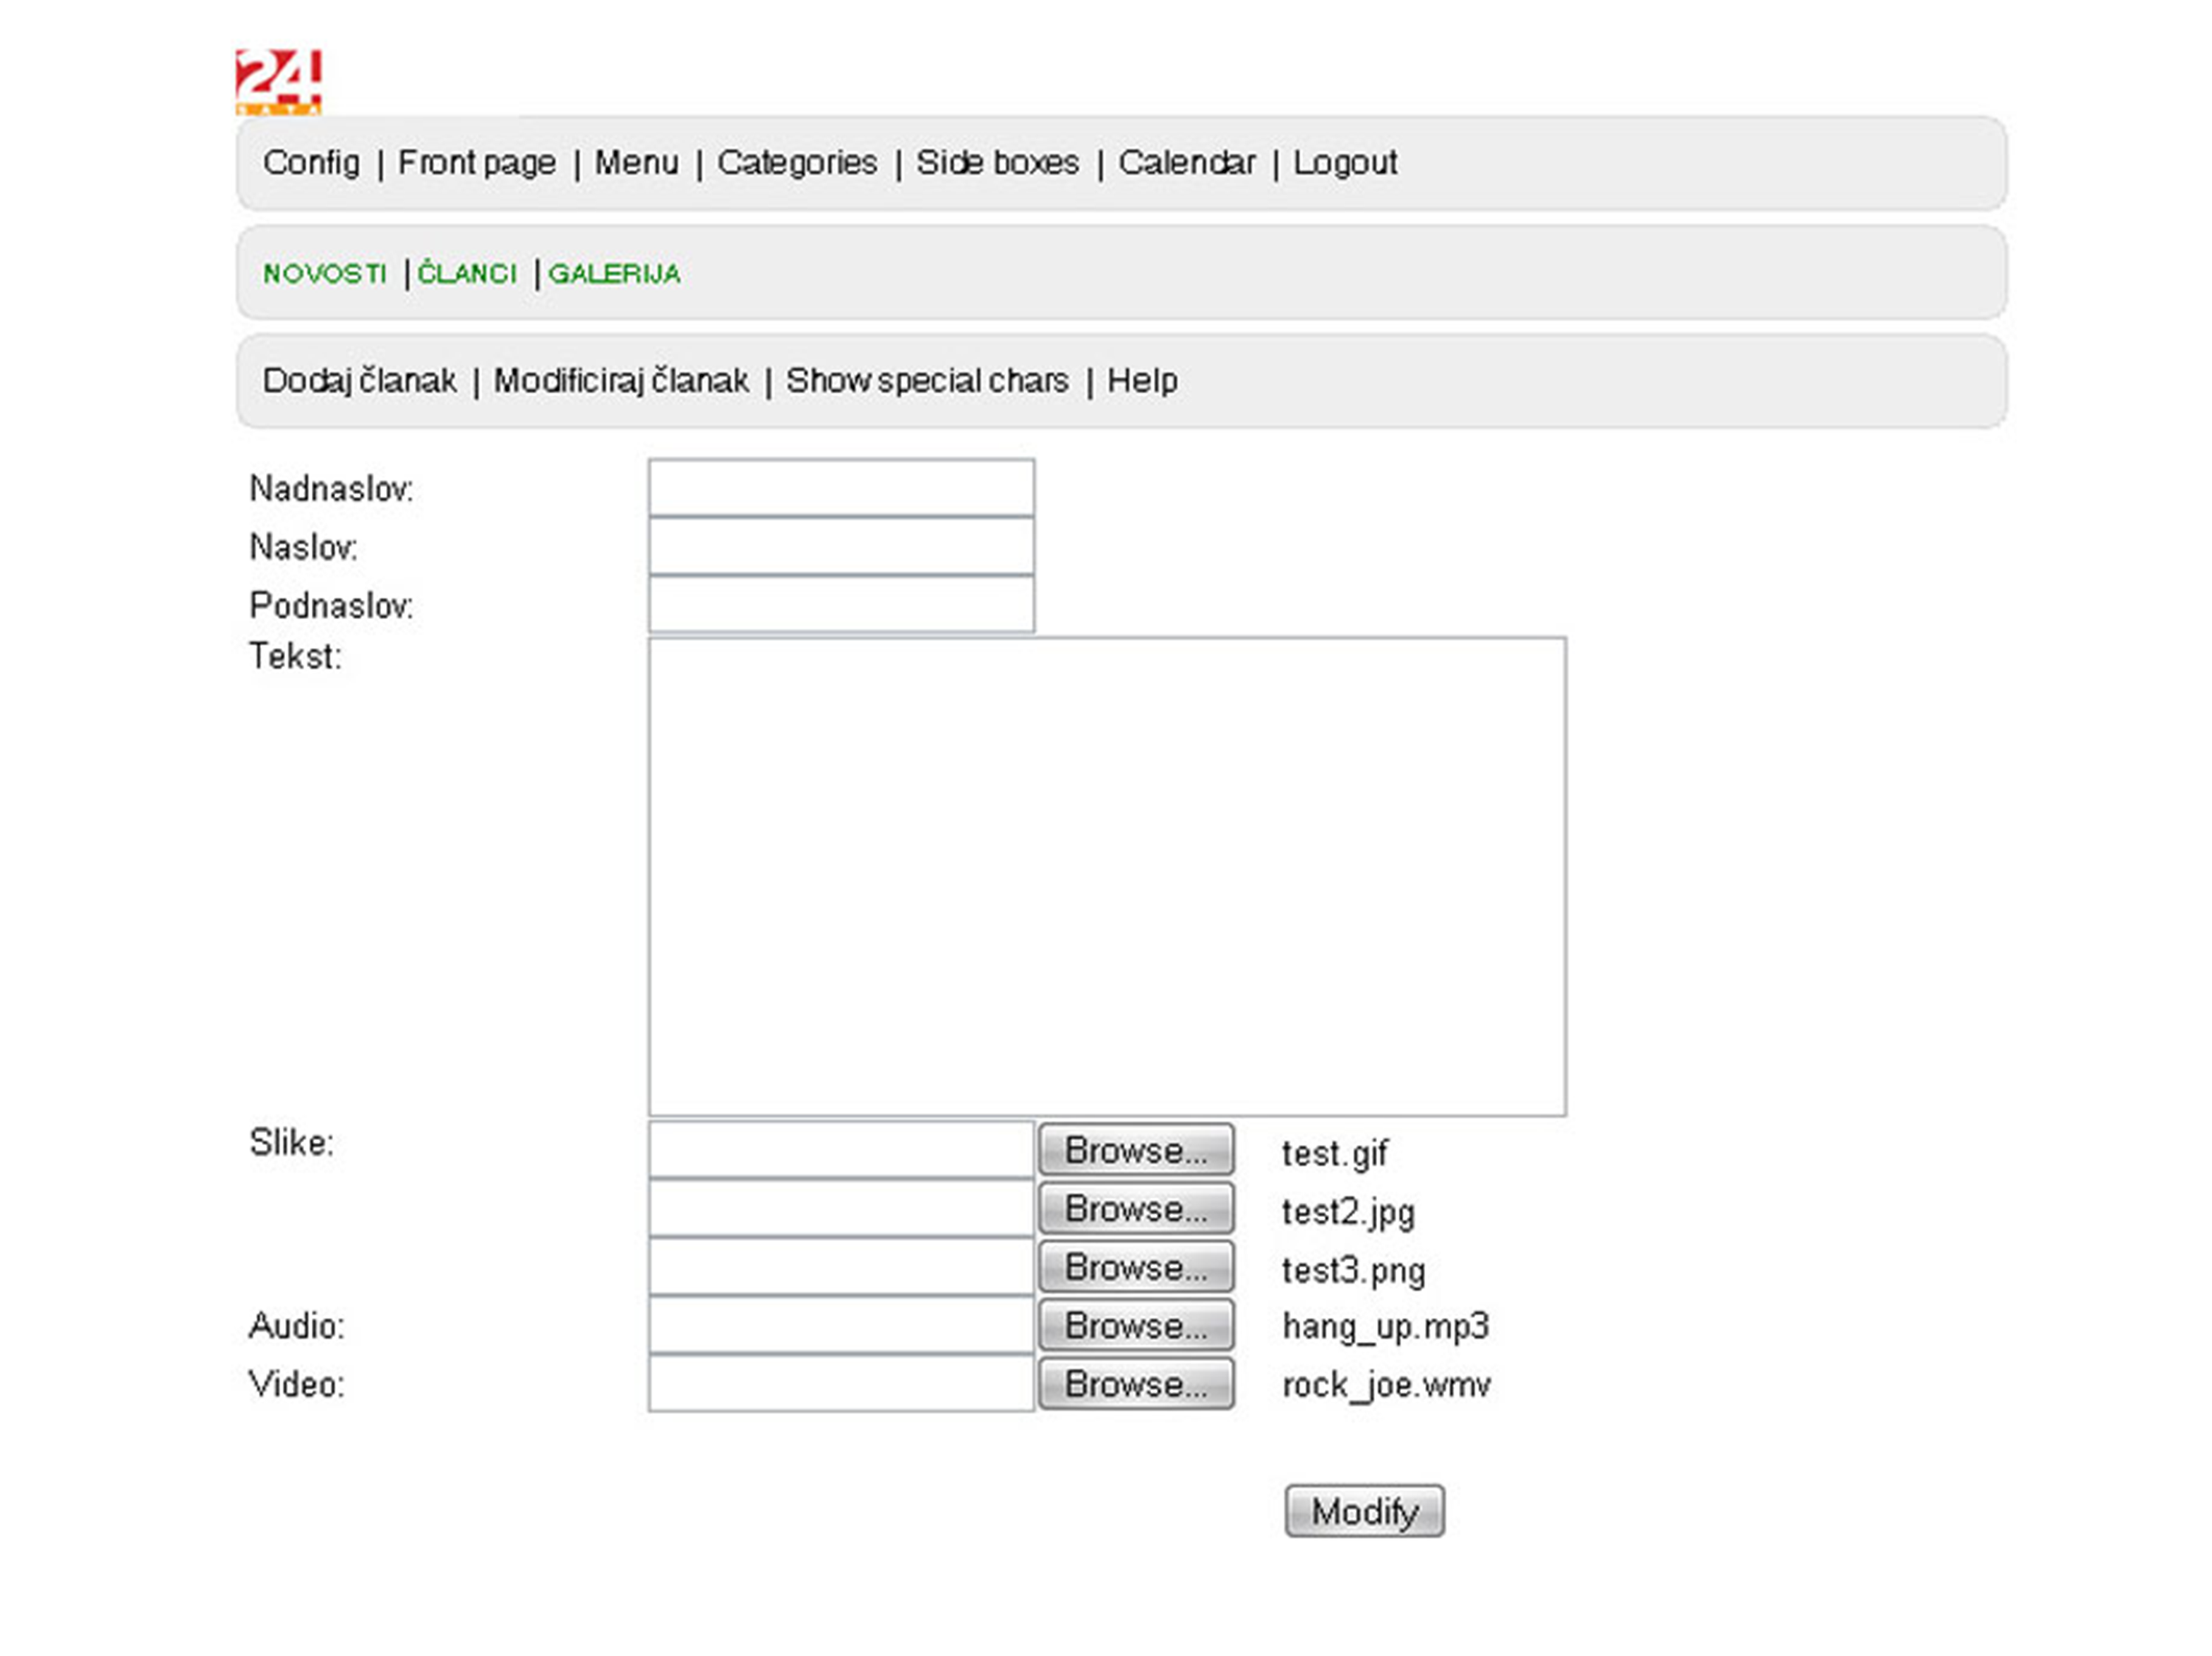 24
SATA
Config | Front page | Menu | Categories | Side boxes | Calendar | Logout
NOVOSTI | ČLANCI | GALERIJA
Dodaj članak | Modificiraj članak | Show special chars | Help
Nadnaslov:
Naslov:
Podnaslov:
Tekst:
Slike: Browse... test.gif
Browse... test2.jpg
Browse... test3.png
Audio: Browse... hang_up.mp3
Video: Browse... rock_joe.wmv
Modify